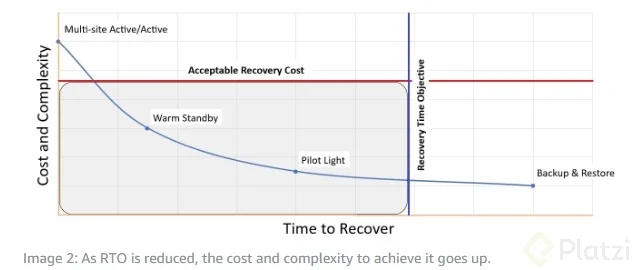 Multi-site Active/Active
Acceptable Recovery Cost
Recovery Time Objective
Warm Standby
Pilot Light
Backup & Restore
Cost and Complexity
Time to Recover
Image 2: As RTO is reduced, the cost and complexity to achieve it goes up.
Platzi